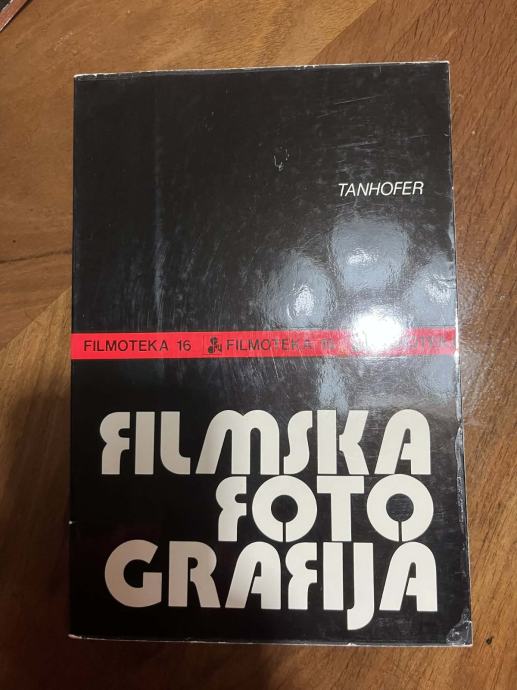 TANHOFER
FILMOTEKA 16 FILMOTEKA 16
FILMSKA
FOTO
GRAFIJA